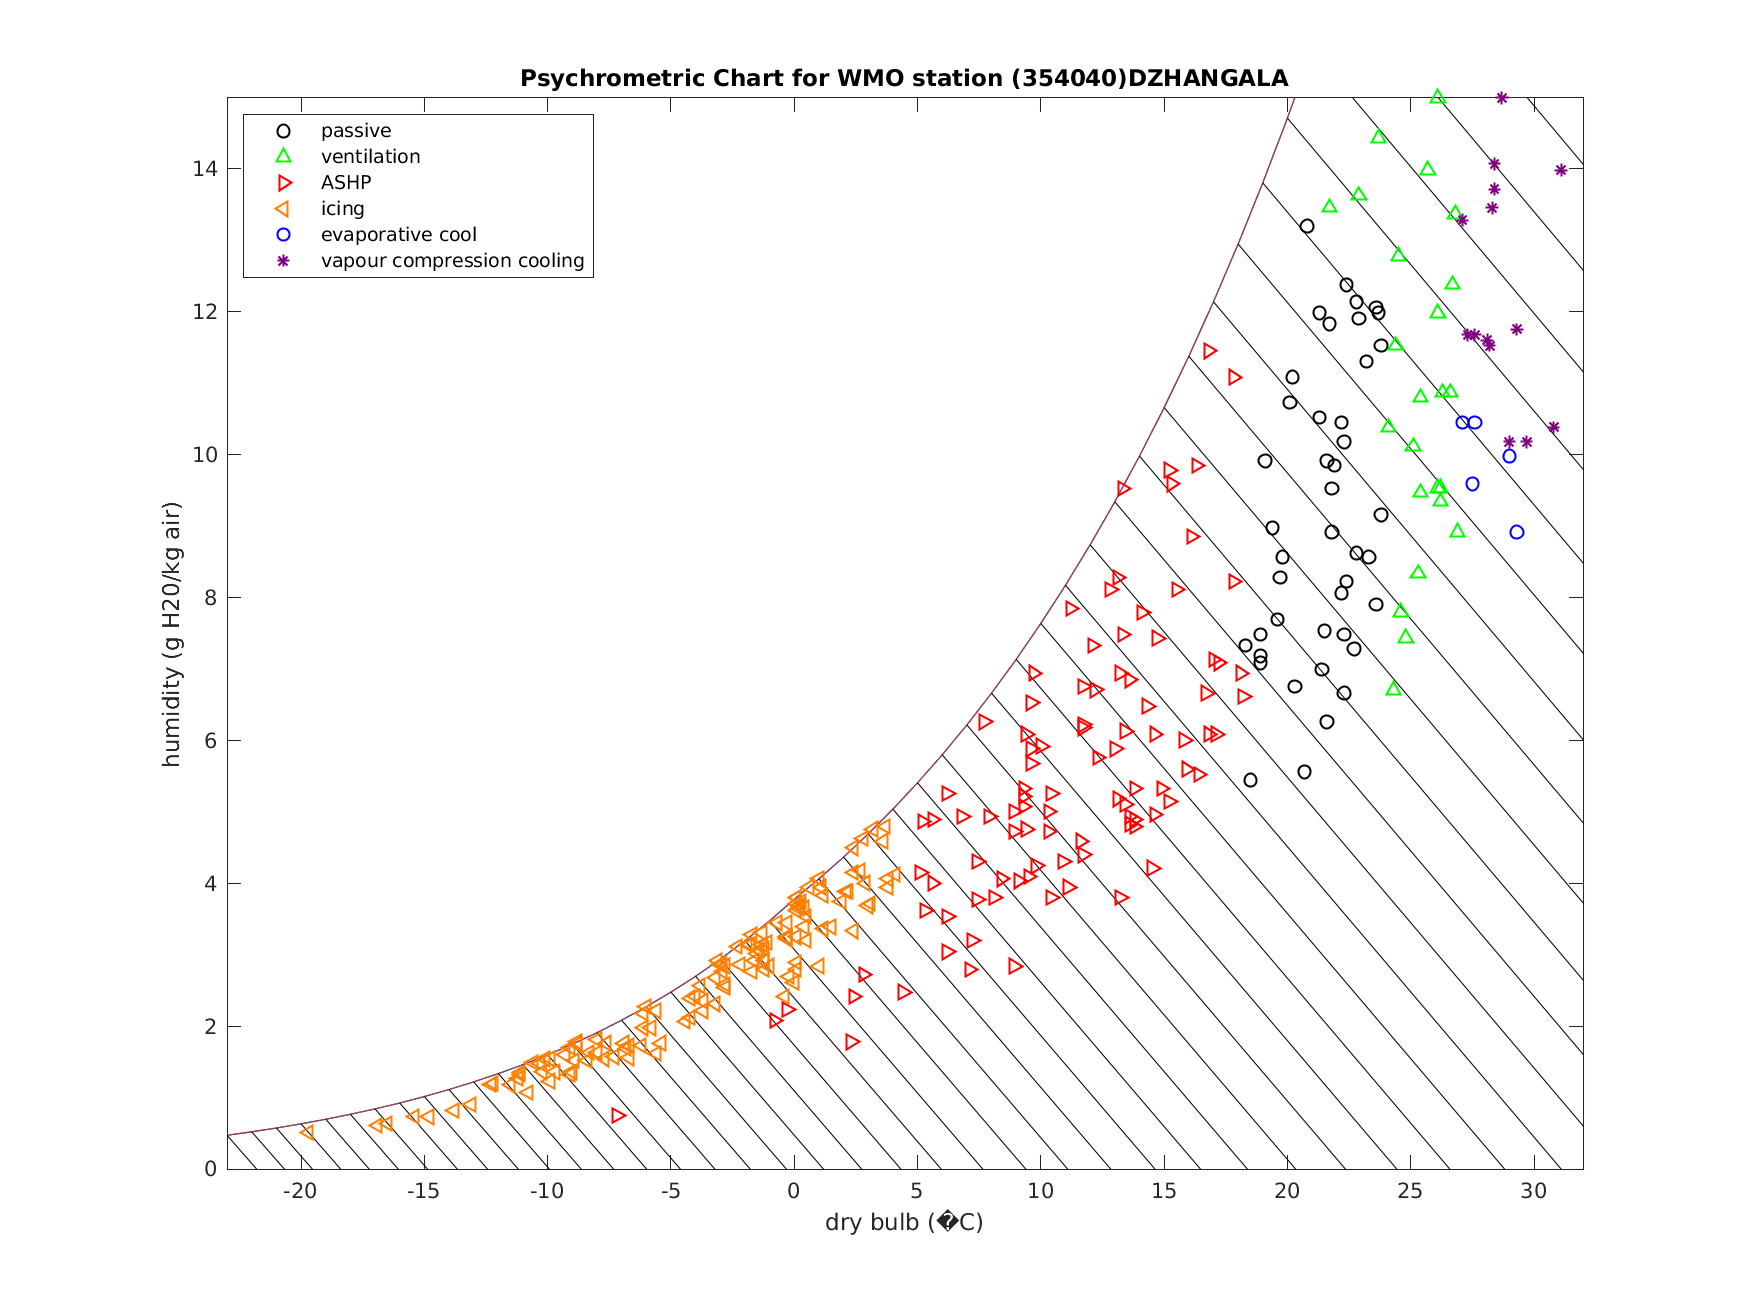 Psychrometric Chart for WMO station (354040)DZHANGALA
passive
ventilation
ASHP
icing
evaporative cool
vapour compression cooling
humidity (g H20/kg air)
14
12
10
8
6
4
2
0
-20 -15 -10 -5 0 5 10 15 20 25 30
dry bulb (�C)